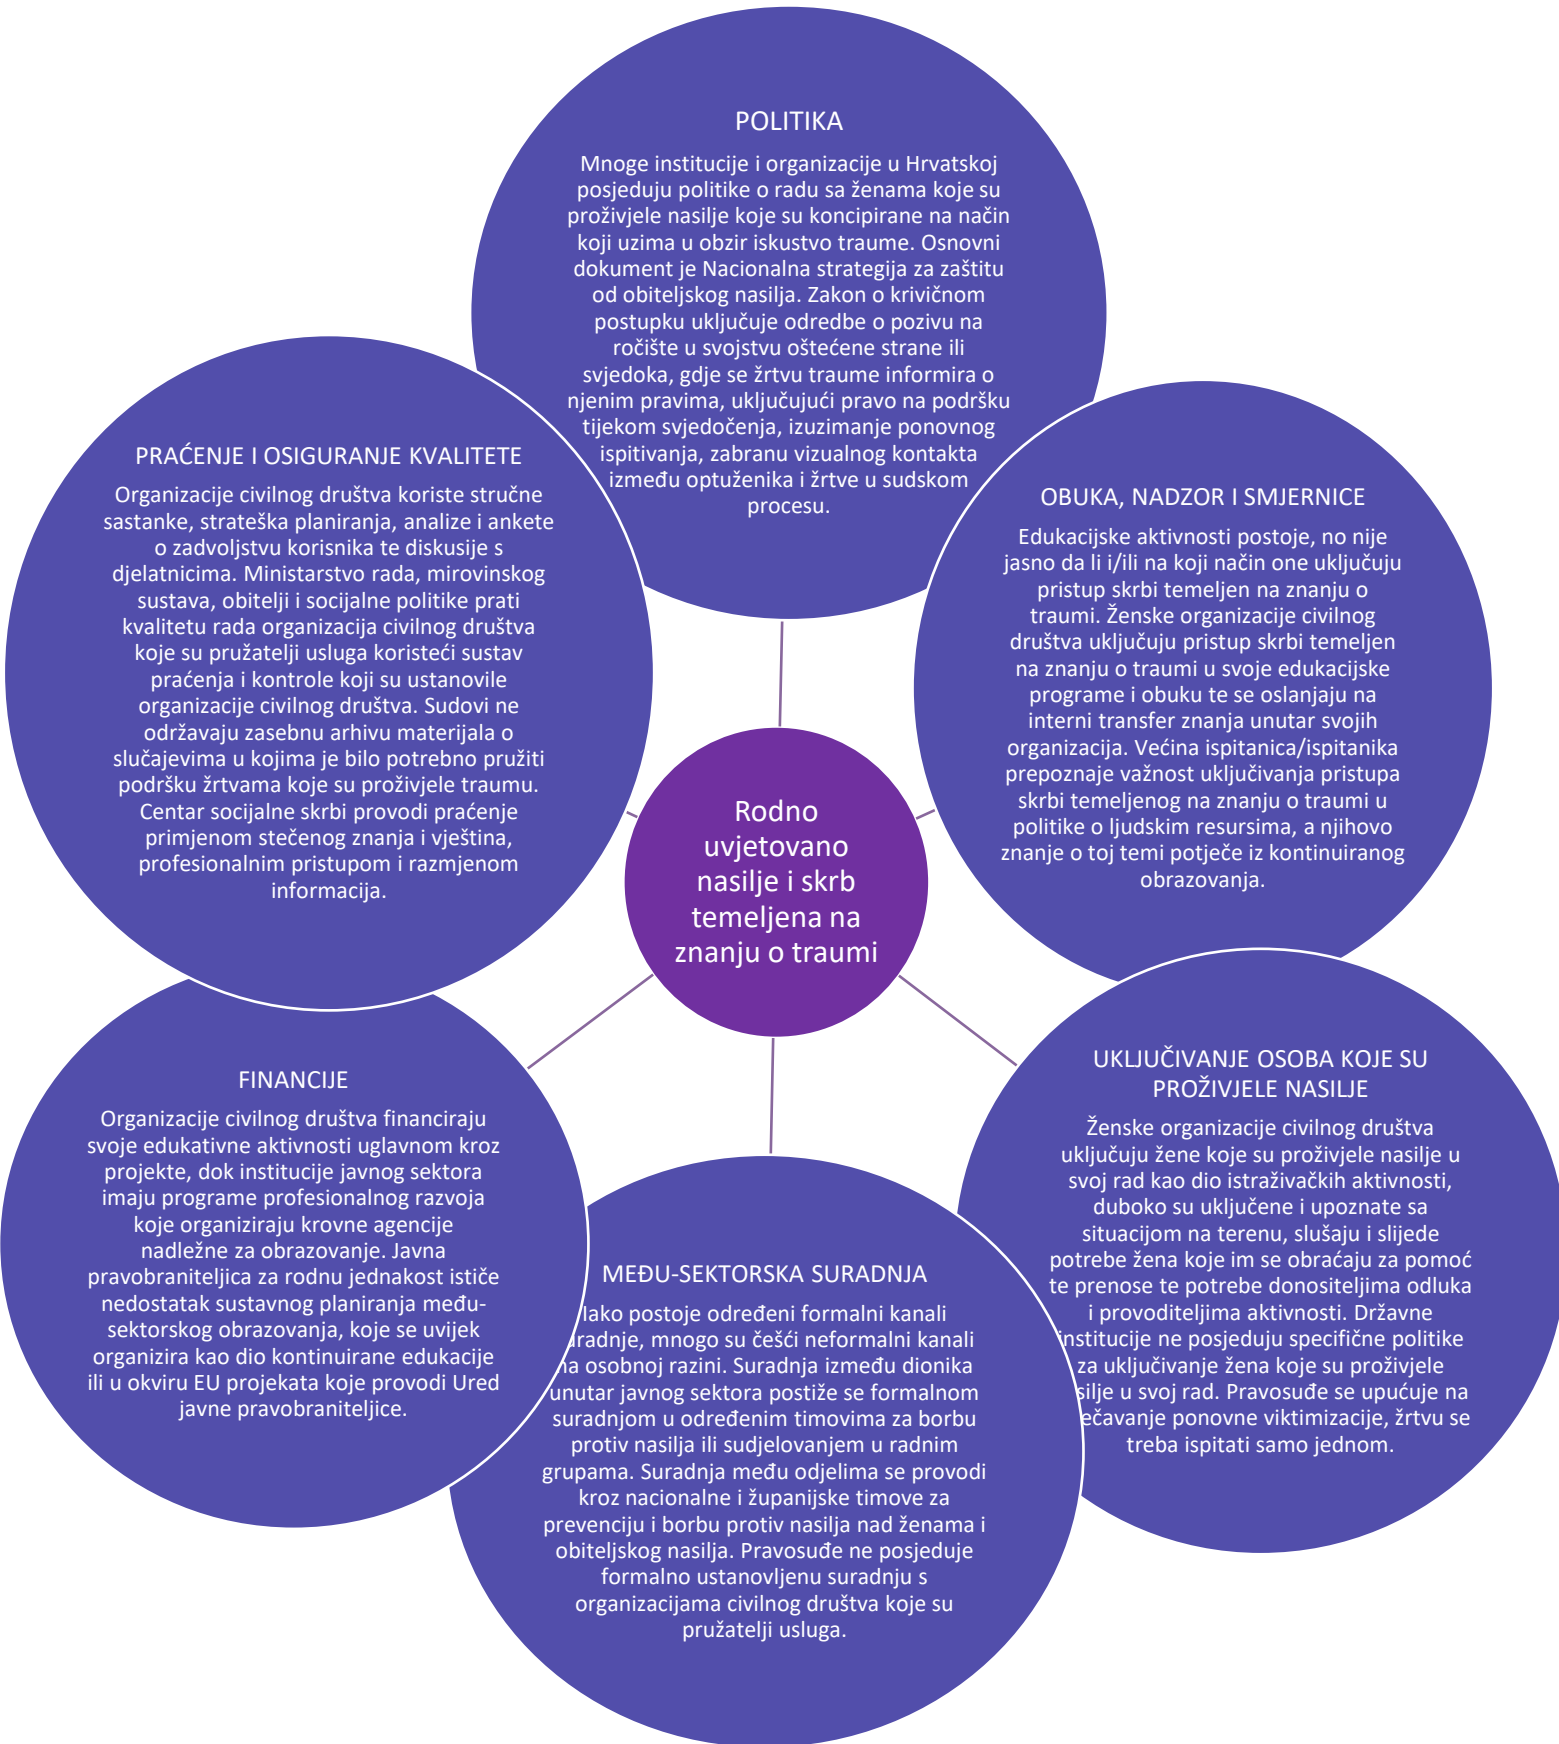 POLITIKA
Mnoge institucije i organizacije u Hrvatskoj
posjeduju politike o radu sa ženama koje su
proživjele nasilje koje su koncipirane na način
koji uzima u obzir iskustvo traume. Osnovni
dokument je Nacionalna strategija za zaštitu
od obiteljskog nasilja. Zakon o krivičnom
postupku uključuje odredbe o pozivu na
ročište u svojstvu oštećene strane ili
svjedoka, gdje se žrtvu traume informira o
njenim pravima, uključujući pravo na podršku
tijekom svjedočenja, izuzimanje ponovnog
ispitivanja, zabranu vizualnog kontakta
između optuženika i žrtve u sudskom
procesu.
OBUKA, NADZOR I SMJERNICE
Edukacijske aktivnosti postoje, no nije
jasno da li i/ili na koji način one uključuju
pristup skrbi temeljen na znanju o
traumi. Ženske organizacije civilnog
društva uključuju pristup skrbi temeljen
na znanju o traumi u svoje edukacijske
programe i obuku te se oslanjaju na
interni transfer znanja unutar svojih
organizacija. Većina ispitanica/ispitanika
prepoznaje važnost uključivanja pristupa
skrbi temeljenog na znanju o traumi u
politike o ljudskim resursima, a njihovo
znanje o toj temi potječe iz kontinuiranog
obrazovanja.
UKLJUČIVANJE OSOBA KOJE SU
PROŽIVJELE NASILJE
Ženske organizacije civilnog društva
uključuju žene koje su proživjele nasilje u
svoj rad kao dio istraživačkih aktivnosti,
duboko su uključene i upoznate sa
situacijom na terenu, slušaju i slijede
potrebe žena koje im se obraćaju za pomoć
te prenose te potrebe donositeljima odluka
i provoditeljima aktivnosti. Državne
institucije ne posjeduju specifične politike
za uključivanje žena koje su proživjele
silje u svoj rad. Pravosuđe se upućuje na
ečavanje ponovne viktimizacije, žrtvu se
treba ispitati samo jednom.
MEĐU-SEKTORSKA SURADNJA
Iako postoje određeni formalni kanali
radnje, mnogo su češći neformalni kanali
na osobnoj razini. Suradnja između dionika
unutar javnog sektora postiže se formalnom
suradnjom u određenim timovima za borbu
protiv nasilja ili sudjelovanjem u radnim
grupama. Suradnja među odjelima se provodi
kroz nacionalne i županijske timove za
prevenciju i borbu protiv nasilja nad ženama i
obiteljskog nasilja. Pravosuđe ne posjeduje
formalno ustanovljenu suradnju s
organizacijama civilnog društva koje su
pružatelji usluga.
FINANCIJE
Organizacije civilnog društva financiraju
svoje edukativne aktivnosti uglavnom kroz
projekte, dok institucije javnog sektora
imaju programe profesionalnog razvoja
koje organiziraju krovne agencije
nadležne za obrazovanje. Javna
pravobraniteljica za rodnu jednakost ističe
nedostatak sustavnog planiranja među-
sektorskog obrazovanja, koje se uvijek
organizira kao dio kontinuirane edukacije
ili u okviru EU projekata koje provodi Ured
javne pravobraniteljice.
PRAĆENJE I OSIGURANJE KVALITETE
Organizacije civilnog društva koriste stručne
sastanke, strateška planiranja, analize i ankete
o zadvoljstvu korisnika te diskusije s
djelatnicima. Ministarstvo rada, mirovinskog
sustava, obitelji i socijalne politike prati
kvalitetu rada organizacija civilnog društva
koje su pružatelji usluga koristeći sustav
praćenja i kontrole koji su ustanovile
organizacije civilnog društva. Sudovi ne
održavaju zasebnu arhivu materijala o
slučajevima u kojima je bilo potrebno pružiti
podršku žrtvama koje su proživjele traumu.
Centar socijalne skrbi provodi praćenje
primjenom stečenog znanja i vještina,
profesionalnim pristupom i razmjenom
informacija.
Rodno
uvjetovano
nasilje i skrb
temeljena na
znanju o traumi